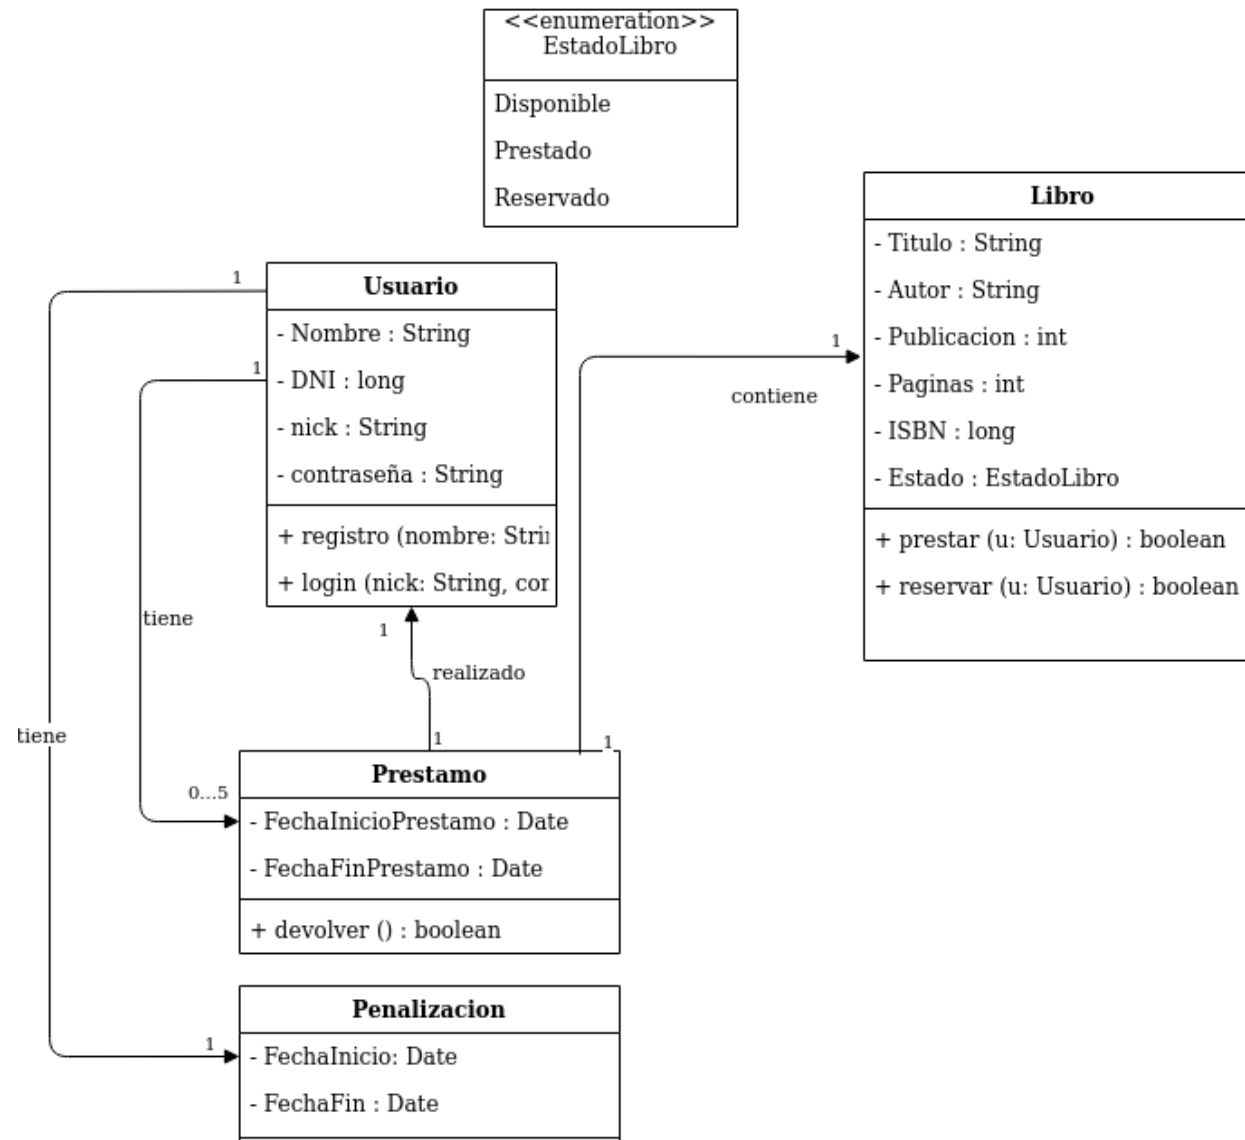 <<enumeration>>
EstadoLibro
Disponible
Prestado
Reservado
Libro
- Titulo : String
- Autor : String
- Publicacion : int
- Paginas : int
- ISBN : long
- Estado : EstadoLibro
+ prestar (u: Usuario) : boolean
+ reservar (u: Usuario) : boolean
1
Usuario
- Nombre : String
- DNI : long
- nick : String
- contraseña : String
+ registro (nombre: Strin
+ login (nick: String, con
1
1
contiene
tiene
1
realizado
1
1
tiene
0...5
Prestamo
- FechaInicioPrestamo : Date
- FechaFinPrestamo : Date
+ devolver () : boolean
1
Penalizacion
- FechaInicio: Date
- FechaFin : Date